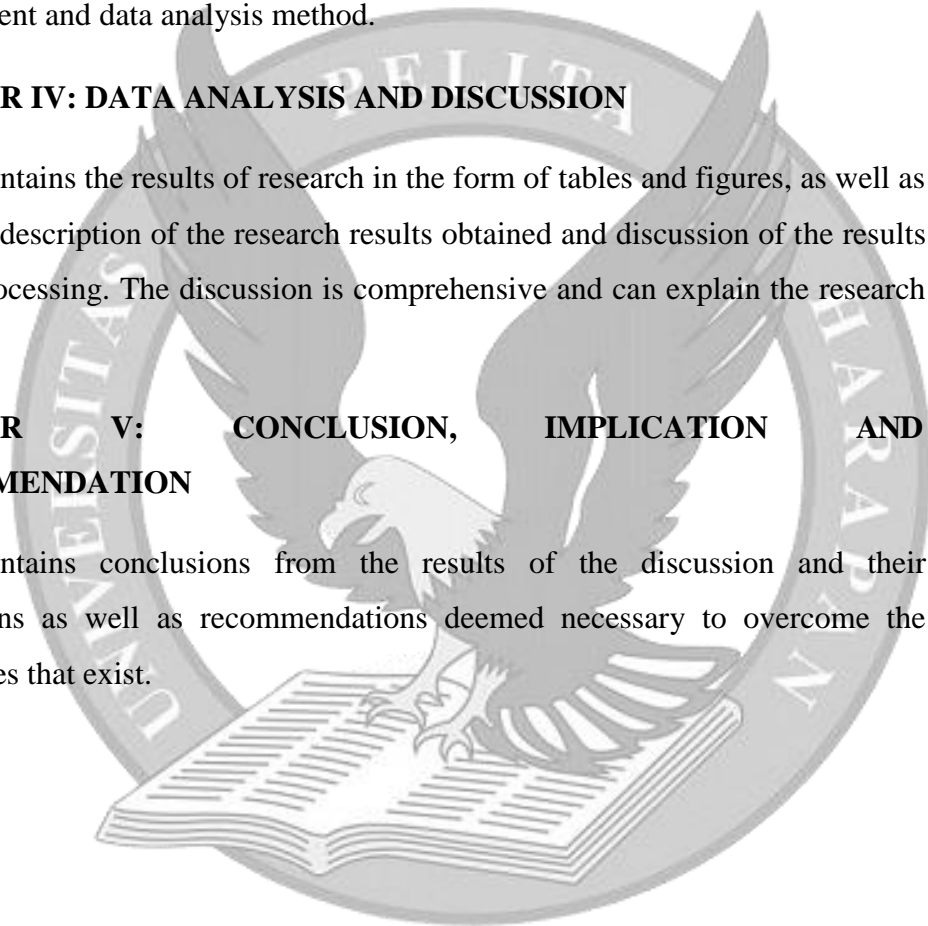 ent and data analysis method.
R IV: DATA ANALYSIS AND DISCUSSION
ntains the results of research in the form of tables and figures, as well as
description of the research results obtained and discussion of the results
ocessing. The discussion is comprehensive and can explain the research
R V: CONCLUSION, IMPLICATION AND
MENDATION
ntains conclusions from the results of the discussion and their
ns as well as recommendations deemed necessary to overcome the
es that exist.
UNIVERSITAS PELITA HARAPAN